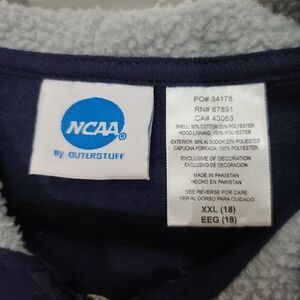 NCAA
By OUTERSTUFF
PO# 34178
RN# 67891
CA# 43063
SHELL: 80% COTTON 20% POLYESTER
HOOD LINING: 100% POLYESTER
EXTERIOR: 80% ALGODON 20% POLIESTER
CAPUCHA FORRADA: 100% POLIESTER
EXCLUSIVE OF DECORATION
EXCLUSIVO DE DECORACION
MADE IN PAKISTAN
HECHO EN PAKISTAN
SEE REVERSE FOR CARE
VER AL DORSO PARA CUIDADO
XXL (18)
EEG (18)